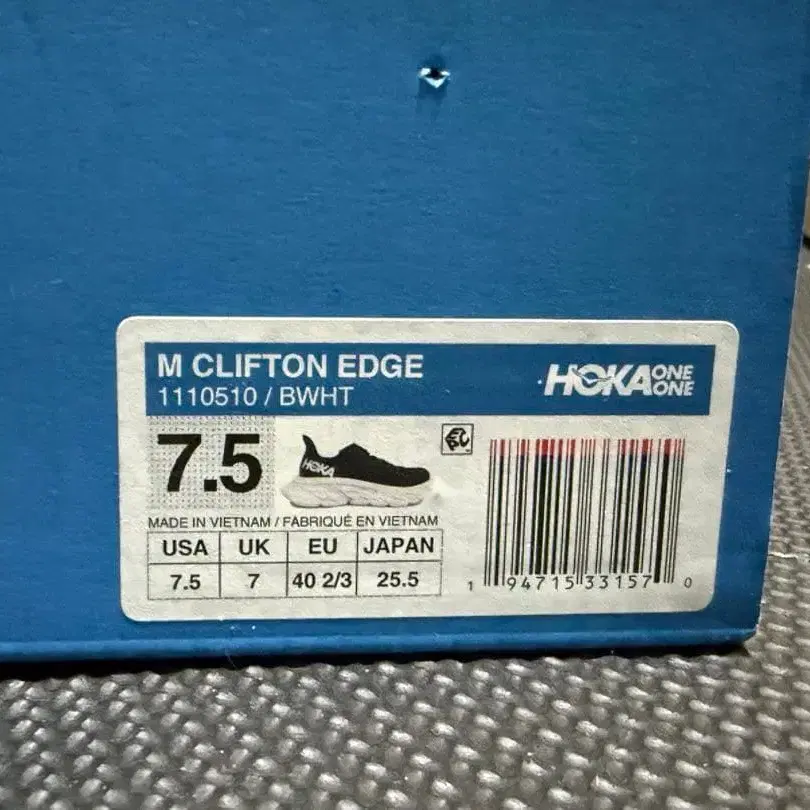 M CLIFTON EDGE
1110510 / BWHT
HOKA ONE ONE
7.5
HOKA
MADE IN VIETNAM / FABRIQUÉ EN VIETNAM
USA UK EU JAPAN
7.5 7 40 2/3 25.5
1 94715 33157 0